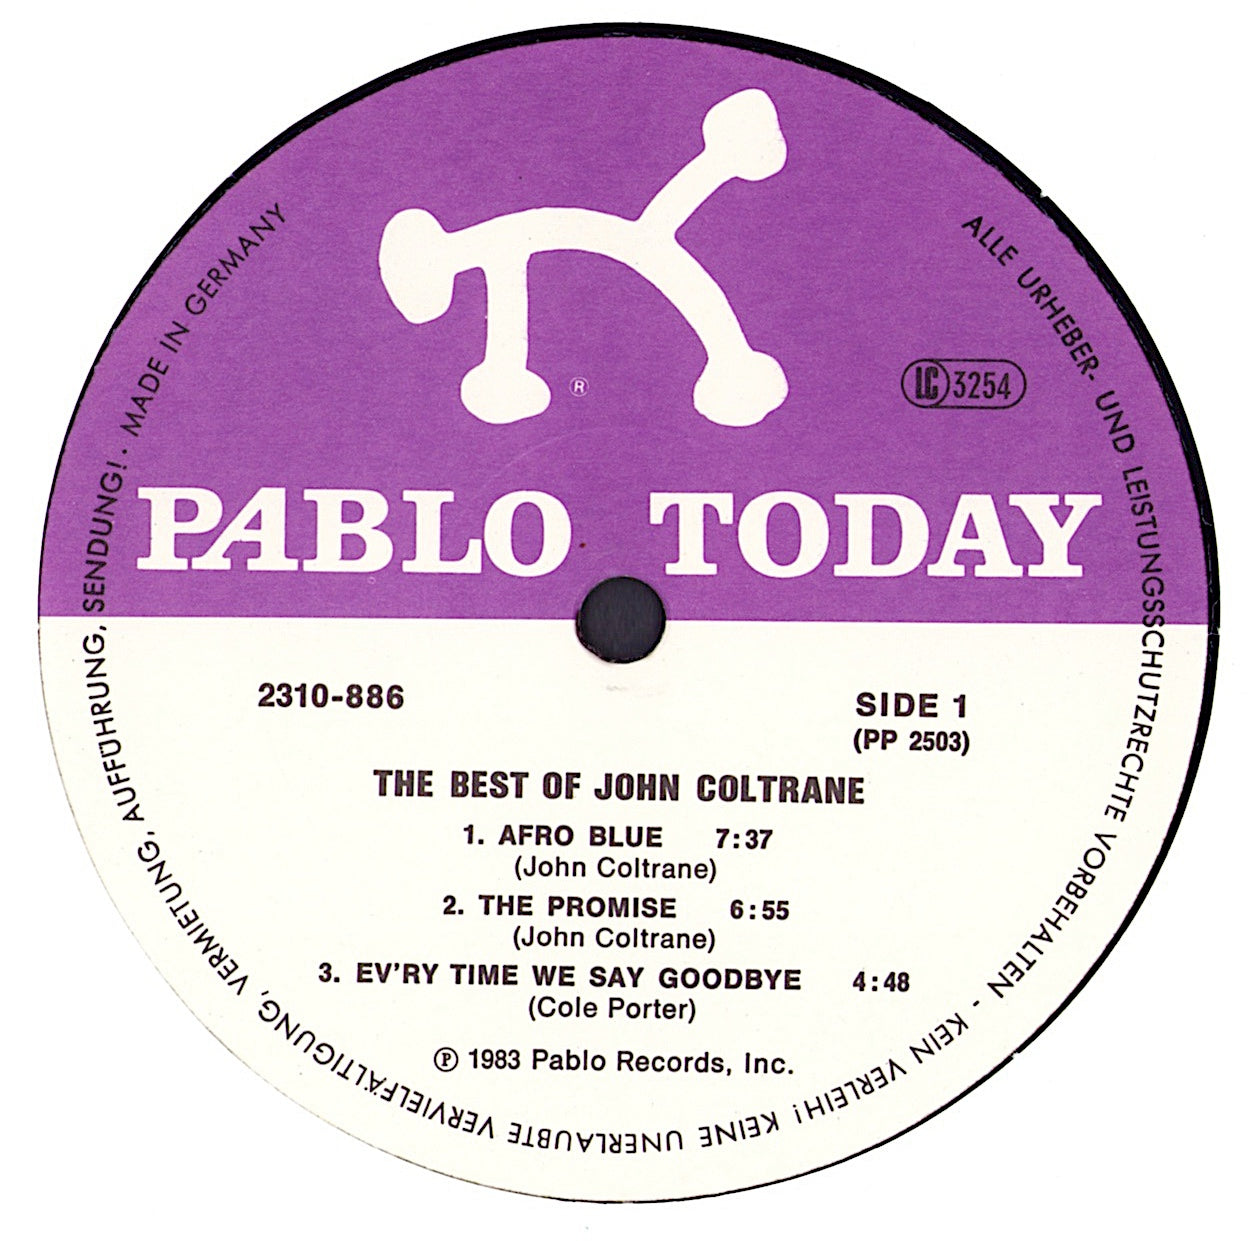 ALLE URHEBER- UND LEISTUNGSSCHUTZRECHTE VORBEHALTEN - KEIN VERLEIH! KEINE UNERLAUBTE VERVIELFÄLTIGUNG, VERMIETUNG, AUFFÜHRUNG, SENDUNG! · MADE IN GERMANY
®
LC 3254
PABLO TODAY
2310-886
SIDE 1
(PP 2503)
THE BEST OF JOHN COLTRANE
1. AFRO BLUE 7:37
(John Coltrane)
2. THE PROMISE 6:55
(John Coltrane)
3. EV'RY TIME WE SAY GOODBYE 4:48
(Cole Porter)
℗ 1983 Pablo Records, Inc.